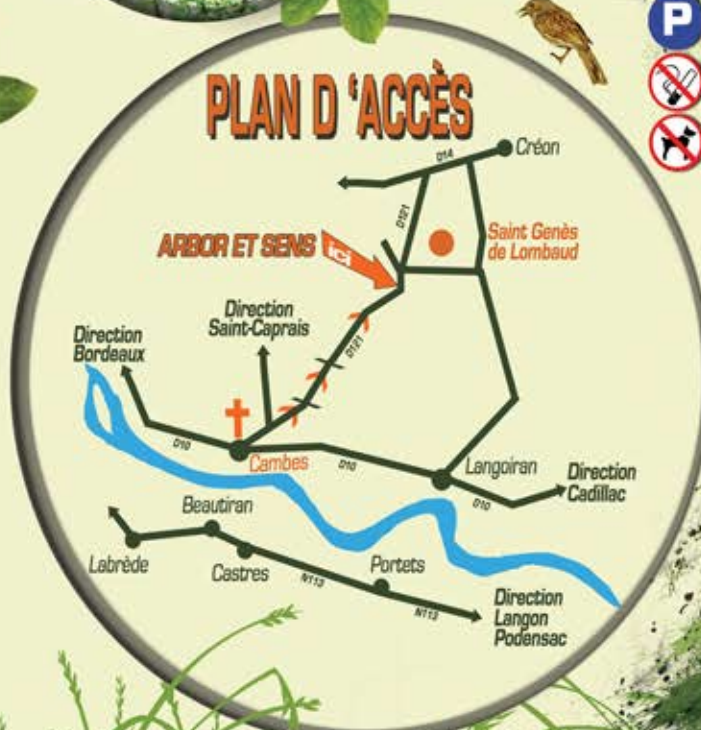 P
PLAN D 'ACCÈS
Créon
D14
D121
Saint Genès
de Lombaud
ARBOR ET SENS
ici
Direction
Saint-Caprais
Direction
Bordeaux
D121
D10
Cambes
D10
Langoiran
D10
Direction
Cadillac
Beautiran
Labrède
Castres
N113
Portets
N113
Direction
Langon
Podensac